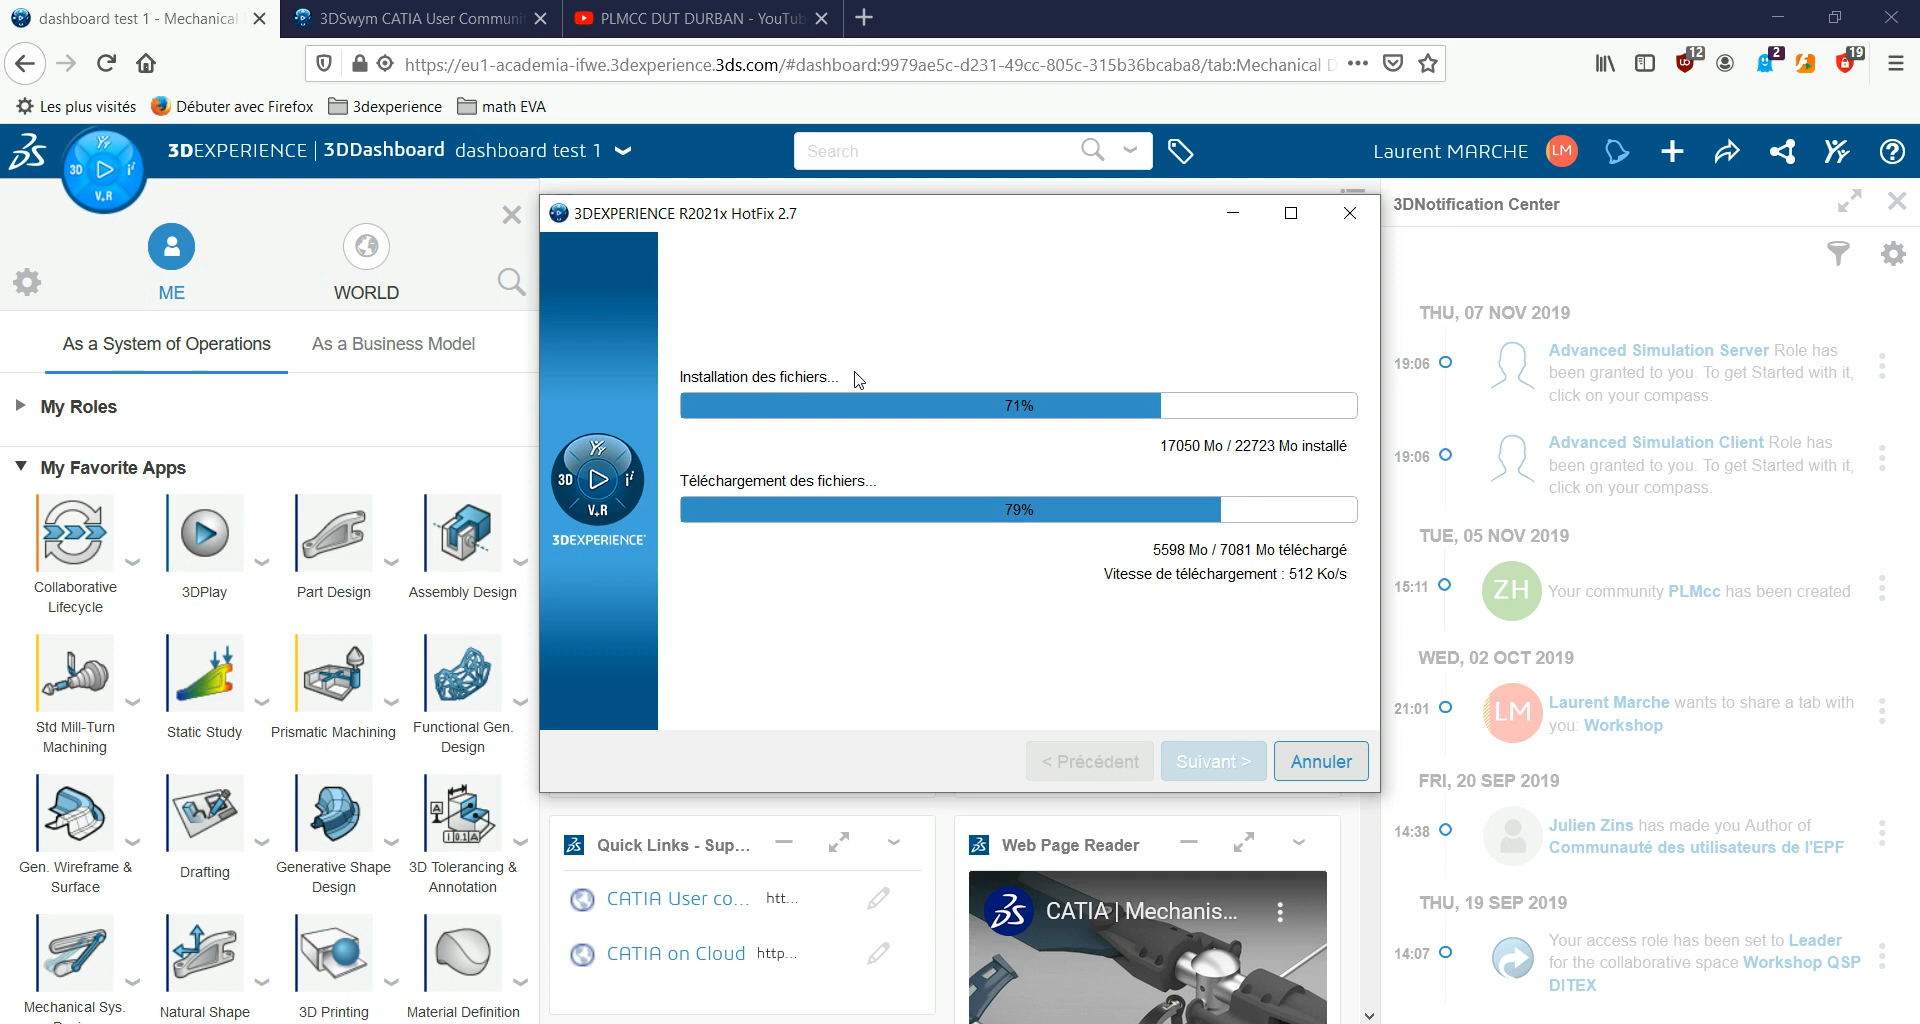 dashboard test 1 - Mechanical
3DSwym CATIA User Communi
PLMCC DUT DURBAN - YouTub
https://eu1-academia-ifwe.3dexperience.3ds.com/#dashboard:9979ae5c-d231-49cc-805c-315b36bcaba8/tab:Mechanical D
12
2
19
Les plus visités
Débuter avec Firefox
3dexperience
math EVA
3DEXPERIENCE | 3DDashboard dashboard test 1
Search
Laurent MARCHE
LM
3D
V.R
ME
WORLD
As a System of Operations
As a Business Model
My Roles
My Favorite Apps
Collaborative
Lifecycle
3DPlay
Part Design
Assembly Design
Std Mill-Turn
Machining
Static Study
Prismatic Machining
Functional Gen.
Design
Gen. Wireframe &
Surface
Drafting
Generative Shape
Design
3D Tolerancing &
Annotation
Mechanical Sys.
Natural Shape
3D Printing
Material Definition
3DEXPERIENCE R2021x HotFix 2.7
3D
V.R
3DEXPERIENCE
Installation des fichiers...
71%
17050 Mo / 22723 Mo installé
Téléchargement des fichiers...
79%
5598 Mo / 7081 Mo téléchargé
Vitesse de téléchargement : 512 Ko/s
< Précédent
Suivant >
Annuler
Quick Links - Sup...
CATIA User co...
htt...
CATIA on Cloud
http...
Web Page Reader
CATIA | Mechanis...
3DNotification Center
THU, 07 NOV 2019
19:06
Advanced Simulation Server Role has
been granted to you. To get Started with it,
click on your compass.
19:06
Advanced Simulation Client Role has
been granted to you. To get Started with it,
click on your compass.
TUE, 05 NOV 2019
15:11
ZH
Your community PLMcc has been created
WED, 02 OCT 2019
21:01
LM
Laurent Marche wants to share a tab with
you: Workshop
FRI, 20 SEP 2019
14:38
Julien Zins has made you Author of
Communauté des utilisateurs de l'EPF
THU, 19 SEP 2019
14:07
Your access role has been set to Leader
for the collaborative space Workshop QSP
DITEX